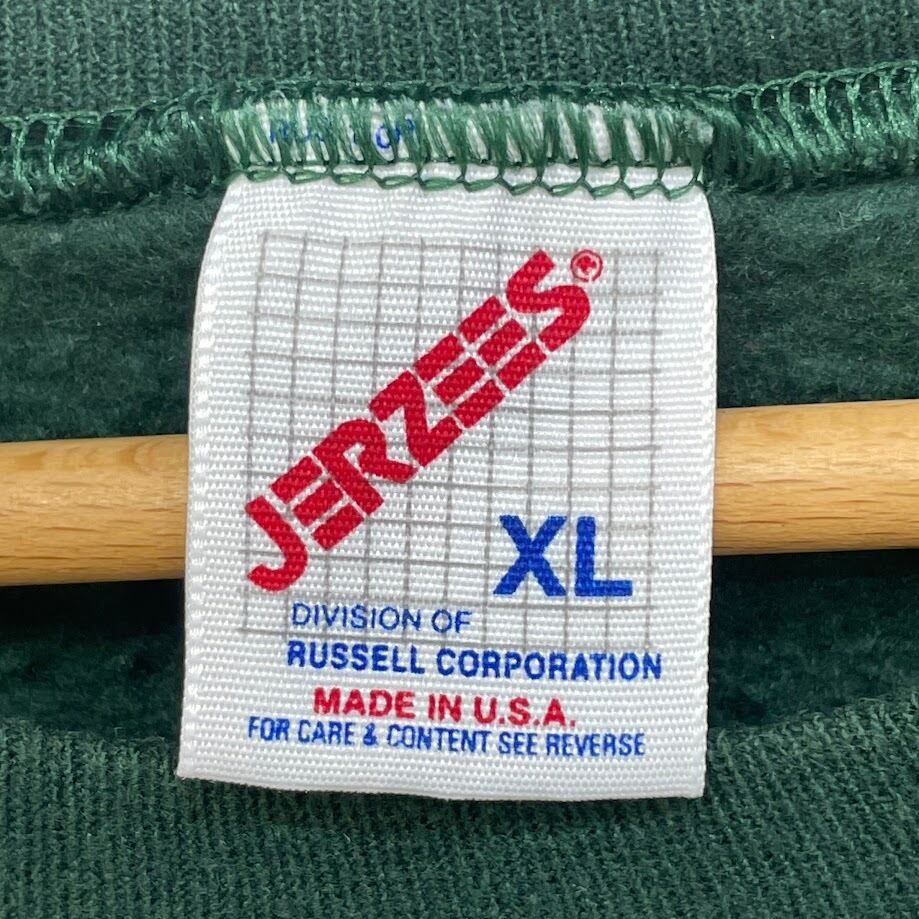 JERZEES®
XL
DIVISION OF
RUSSELL CORPORATION
MADE IN U.S.A.
FOR CARE & CONTENT SEE REVERSE